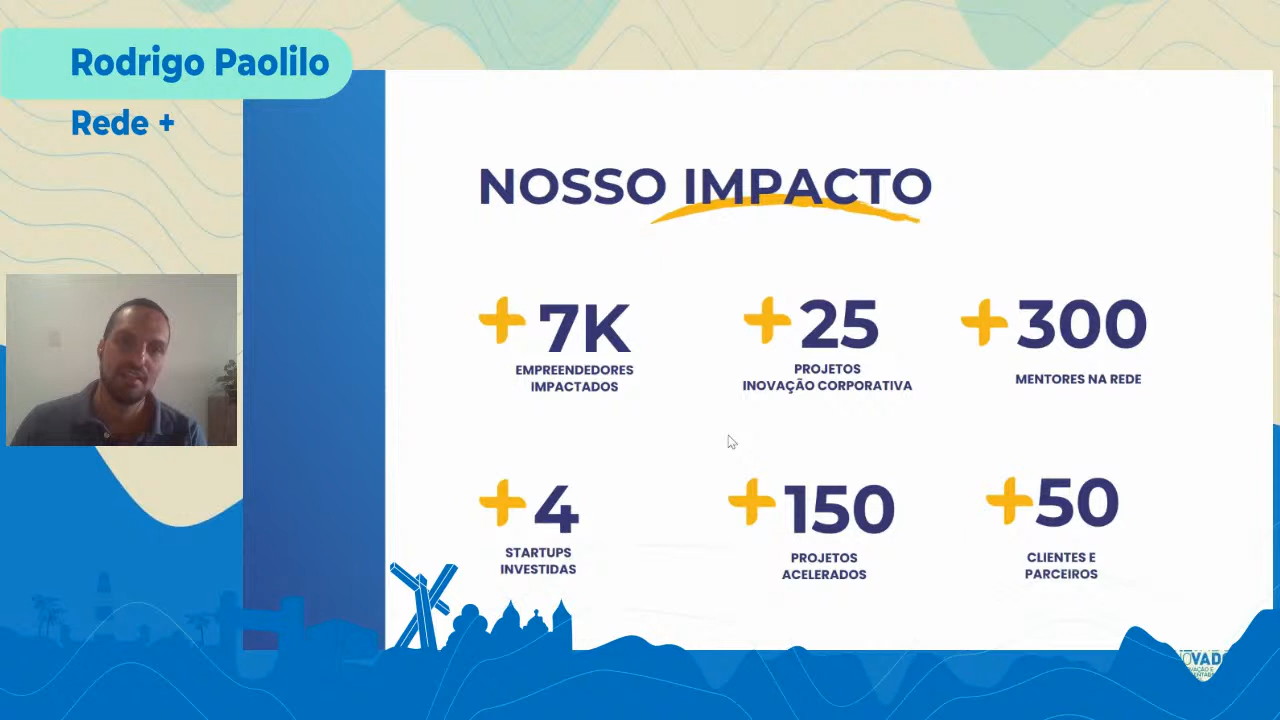 Rodrigo Paolilo
Rede +
NOSSO IMPACTO
+ 7K
EMPREENDEDORES
IMPACTADOS
+ 25
PROJETOS
INOVAÇÃO CORPORATIVA
+ 300
MENTORES NA REDE
+ 4
STARTUPS
INVESTIDAS
+ 150
PROJETOS
ACELERADOS
+ 50
CLIENTES E
PARCEIROS